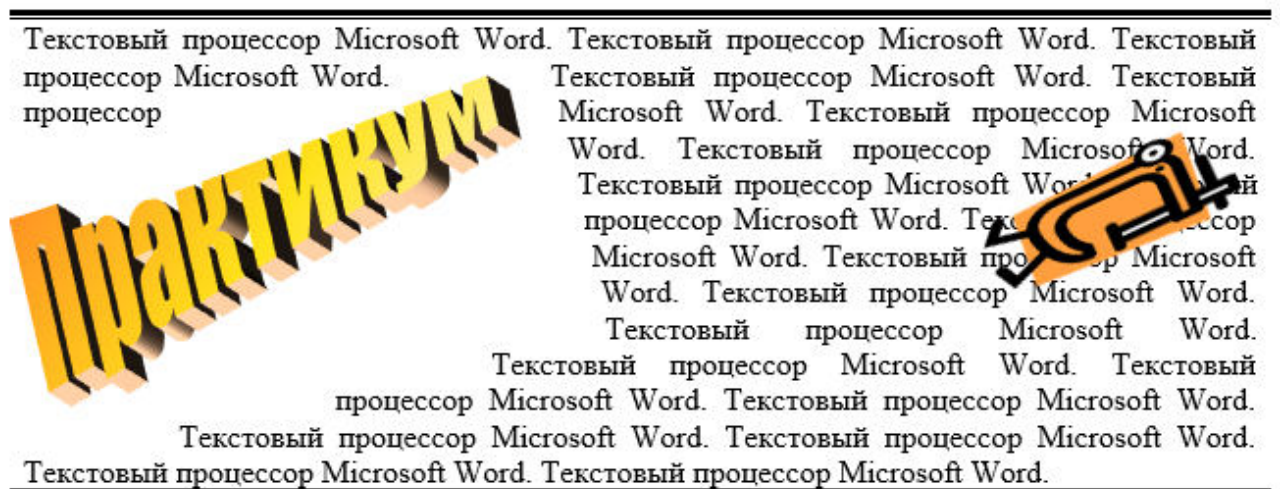 Текстовый процессор Microsoft Word. Текстовый процессор Microsoft Word. Текстовый
процессор Microsoft Word. Текстовый процессор Microsoft Word. Текстовый
процессор Microsoft Word. Текстовый процессор Microsoft
Word. Текстовый процессор Microsoft Word.
Текстовый процессор Microsoft
процессор Microsoft Word.
Microsoft Word. Текстовый Microsoft
Word. Текстовый процессор Microsoft Word.
Текстовый процессор Microsoft Word.
Текстовый процессор Microsoft Word. Текстовый
процессор Microsoft Word. Текстовый процессор Microsoft Word.
Текстовый процессор Microsoft Word. Текстовый процессор Microsoft Word.
Текстовый процессор Microsoft Word. Текстовый процессор Microsoft Word.
Практикум